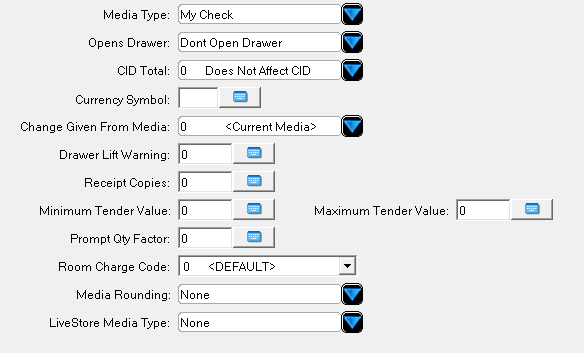 Media Type: My Check
Opens Drawer: Dont Open Drawer
CID Total: 0 Does Not Affect CID
Currency Symbol:
Change Given From Media: 0 <Current Media>
Drawer Lift Warning: 0
Receipt Copies: 0
Minimum Tender Value: 0 Maximum Tender Value: 0
Prompt Qty Factor: 0
Room Charge Code: 0 <DEFAULT>
Media Rounding: None
LiveStore Media Type: None